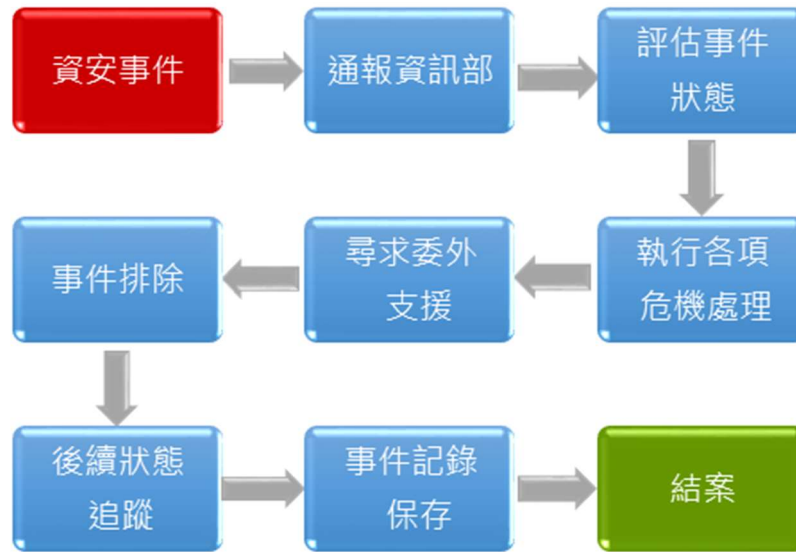 資安事件
通報資訊部
評估事件
狀態
執行各項
危機處理
尋求委外
支援
事件排除
後續狀態
追蹤
事件記錄
保存
結案